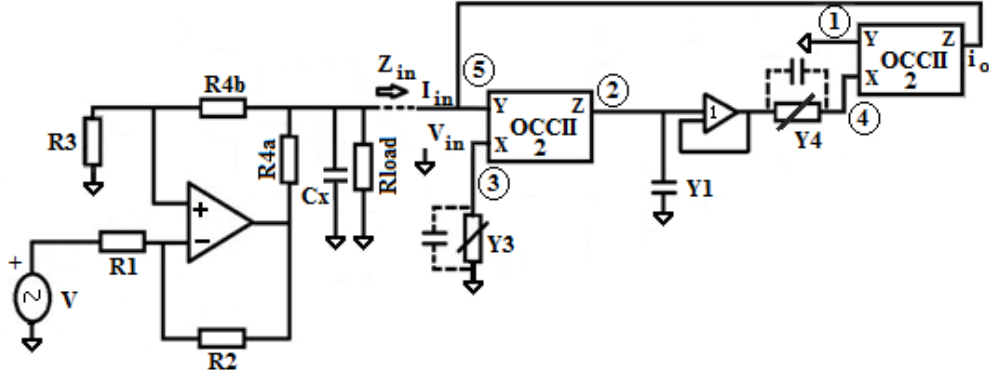 1
Y Z
OCCII
2
X
i o
Z in
I in
5
2
R4b
Y Z
OCCII
2
X
1
4
Y4
R3
V in
R4a
Cx
Rload
3
Y1
+
−
+
R1
Y3
V
R2